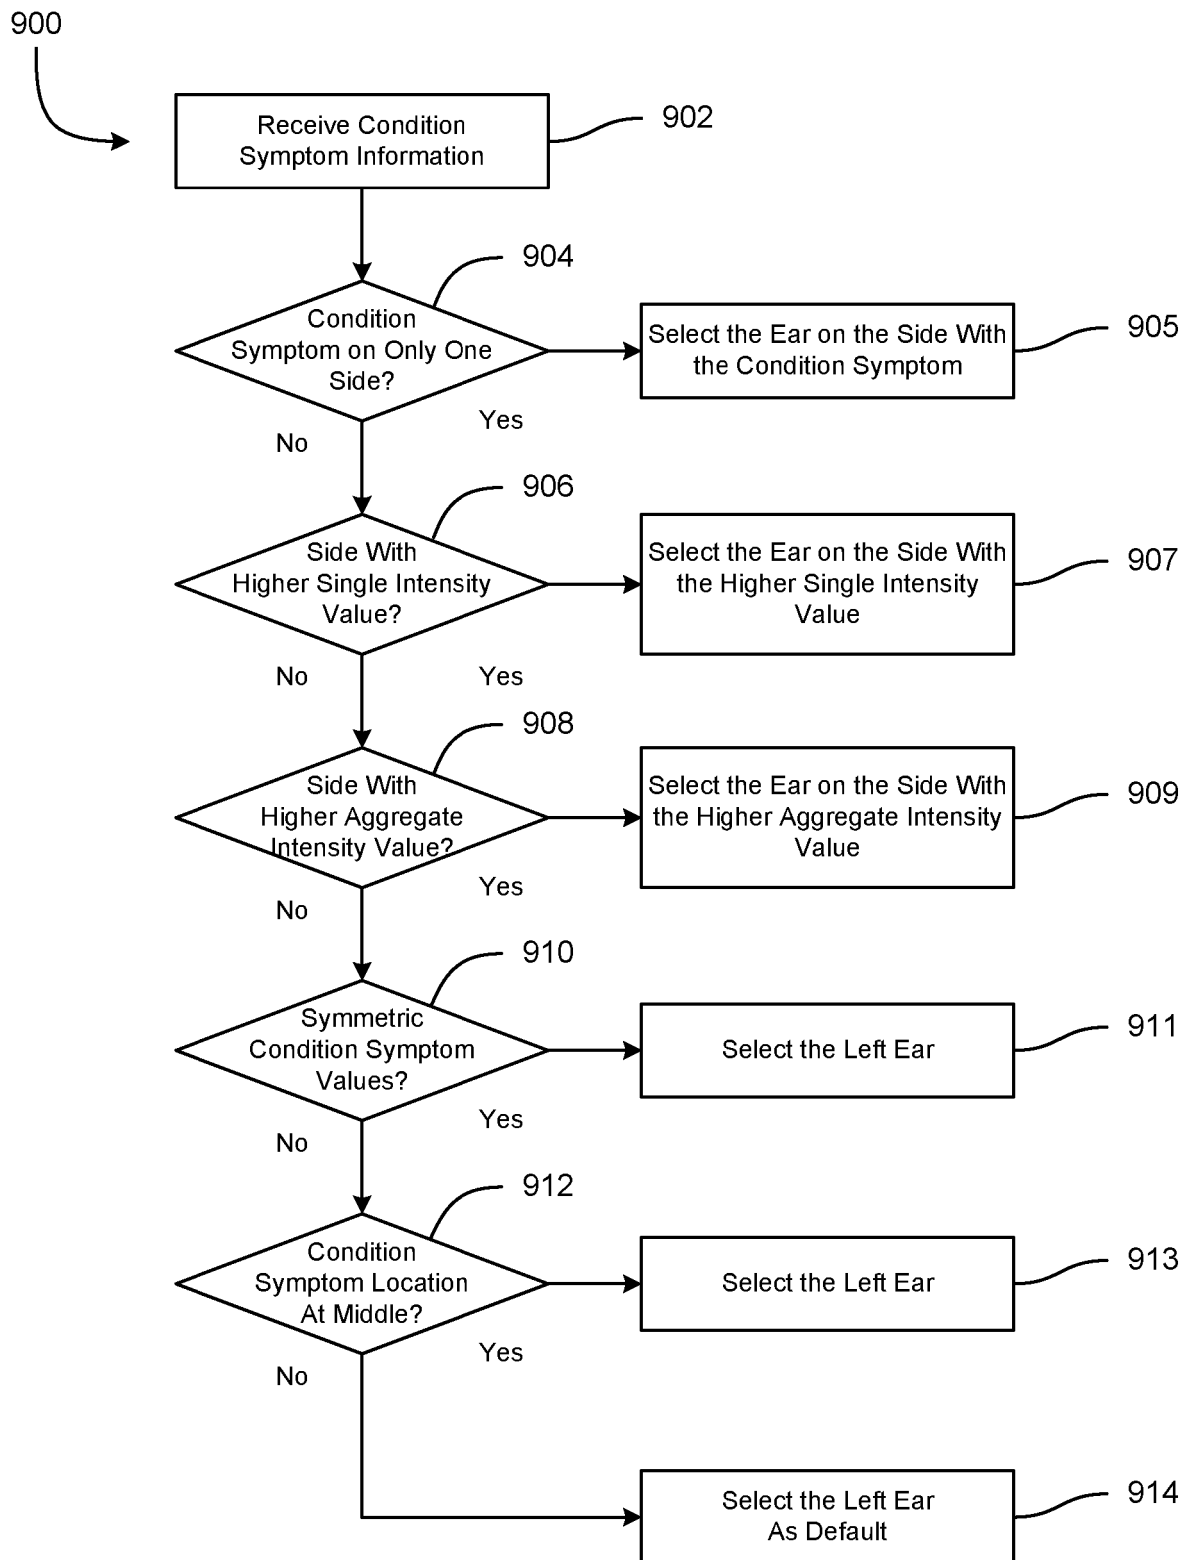 900
Receive Condition
Symptom Information
902
904
Condition
Symptom on Only One
Side?
Select the Ear on the Side With
the Condition Symptom
905
No
Yes
906
Side With
Higher Single Intensity
Value?
Select the Ear on the Side With
the Higher Single Intensity
Value
907
No
Yes
908
Side With
Higher Aggregate
Intensity Value?
Select the Ear on the Side With
the Higher Aggregate Intensity
Value
909
No
Yes
910
Symmetric
Condition Symptom
Values?
Select the Left Ear
911
No
Yes
912
Condition
Symptom Location
At Middle?
Select the Left Ear
913
No
Yes
Select the Left Ear
As Default
914